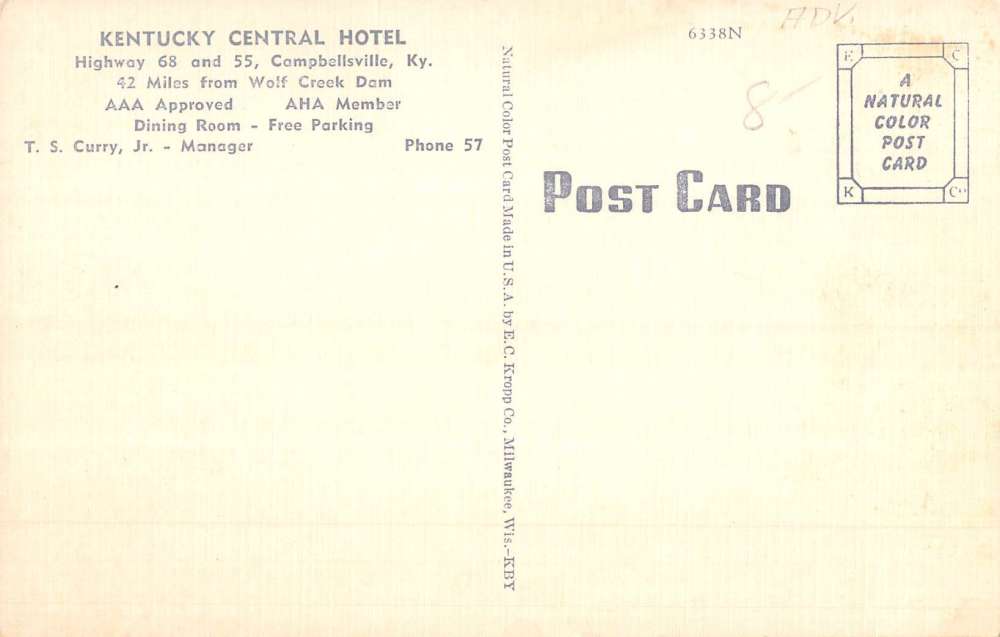 KENTUCKY CENTRAL HOTEL
Highway 68 and 55, Campbellsville, Ky.
42 Miles from Wolf Creek Dam
AAA Approved AHA Member
Dining Room - Free Parking
T. S. Curry, Jr. - Manager Phone 57
Natural Color Post Card Made in U.S.A. by E.C. Kropp Co., Milwaukee, Wis.-KBY
6338N
ADV.
8-
POST CARD
E C
A
NATURAL
COLOR
POST
CARD
K Co